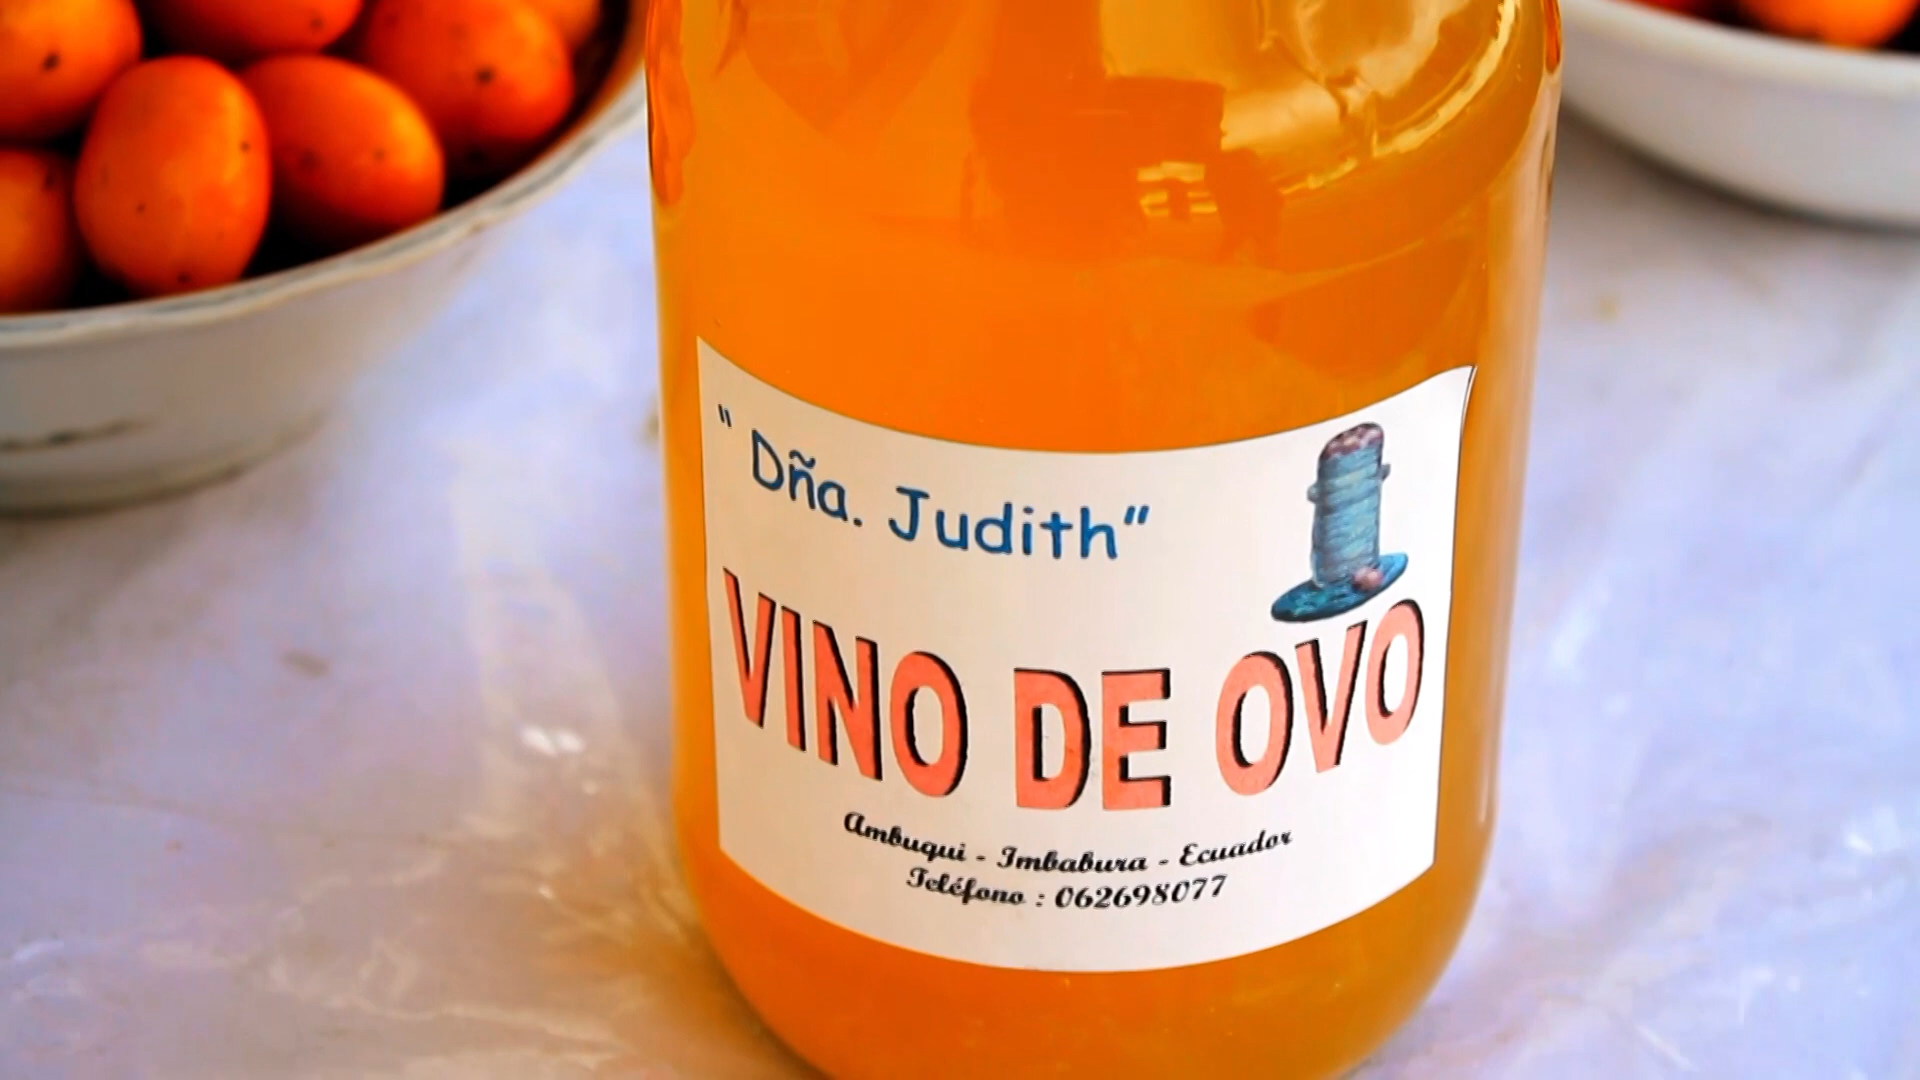 " Dña. Judith"
VINO DE OVO
Ambuqui - Imbabura - Ecuador
Teléfono : 062698077